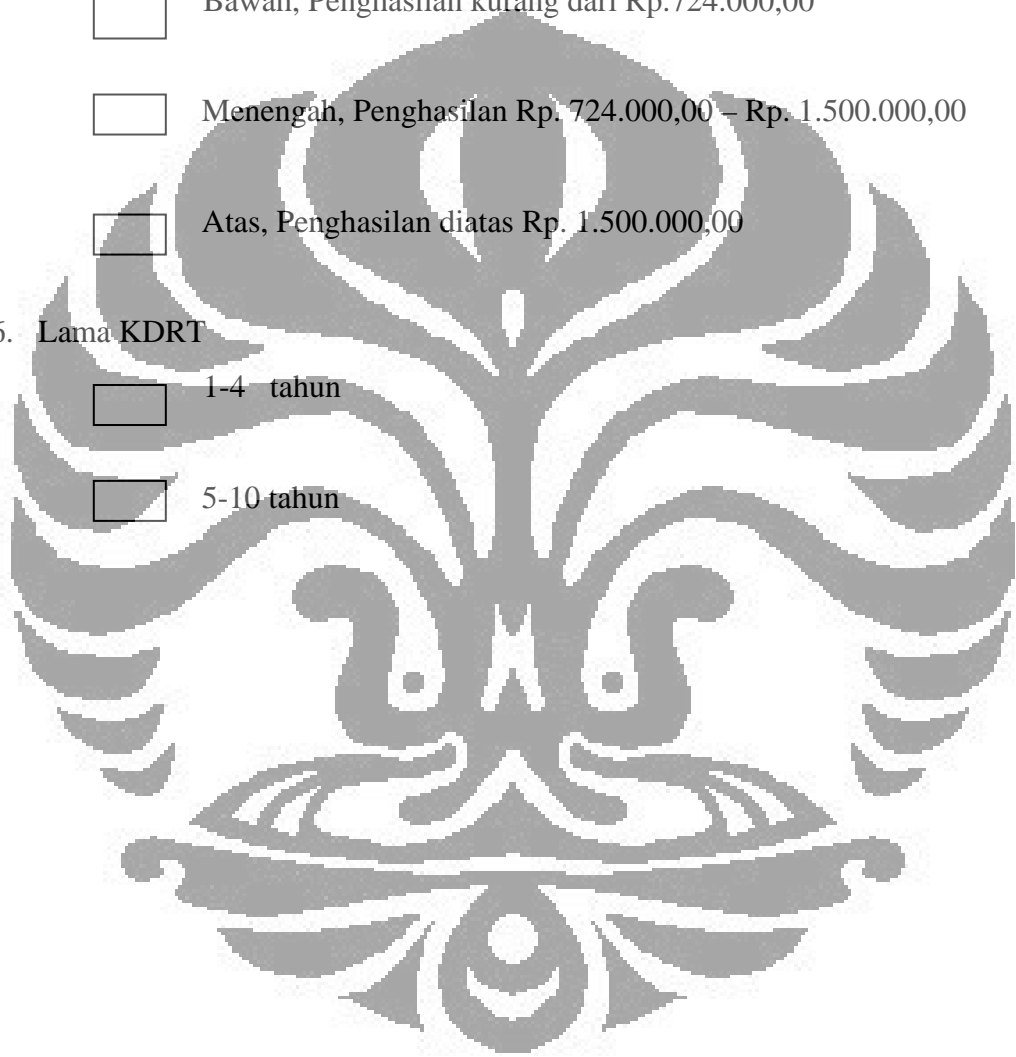 Bawah, Penghasilan kurang dari Rp.724.000,00
Menengah, Penghasilan Rp. 724.000,00 – Rp. 1.500.000,00
Atas, Penghasilan diatas Rp. 1.500.000,00
6. Lama KDRT
1-4 tahun
5-10 tahun